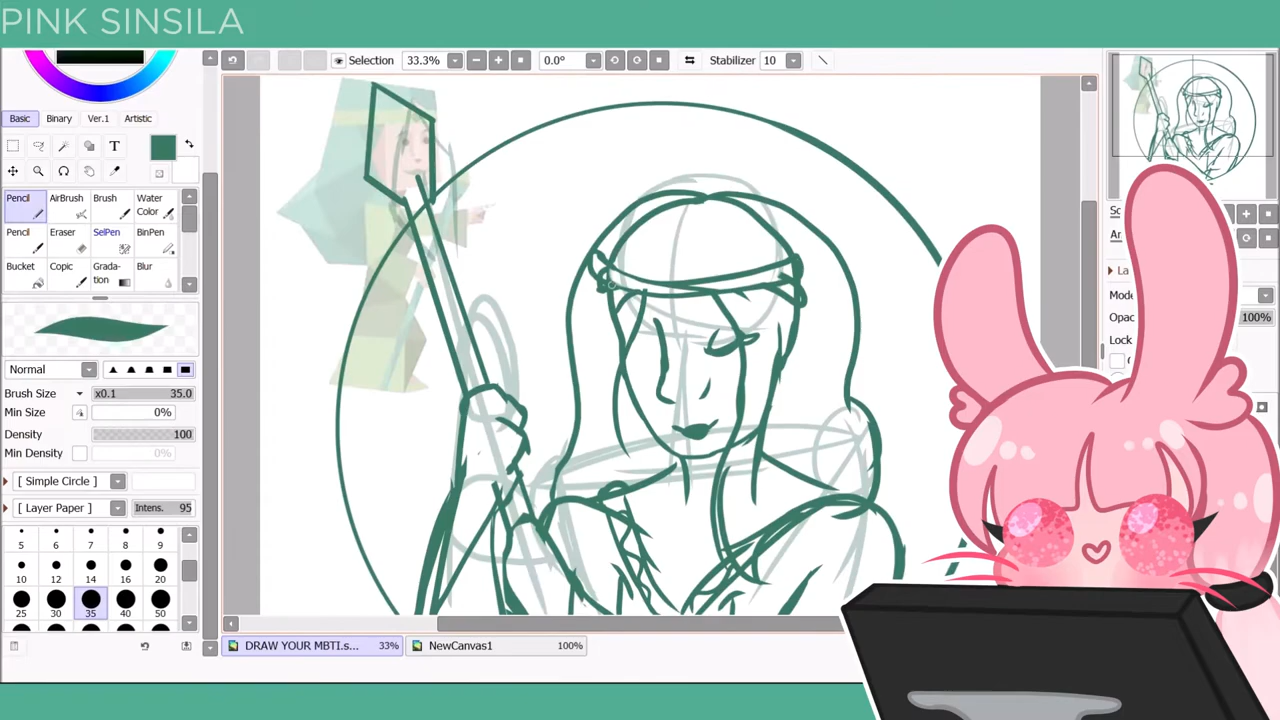 PINK SINSILA
Selection 33.3% 0.0° Stabilizer 10
Basic Binary Ver.1 Artistic
T
Pencil AirBrush Brush Water Color
Pencil Eraser SelPen BinPen
Bucket Copic Grada-tion Blur
Normal
Brush Size x0.1 35.0
Min Size 0%
Density 100
Min Density 0%
[ Simple Circle ]
[ Layer Paper ] Intens. 95
5 6 7 8 9
10 12 14 16 20
25 30 35 40 50
DRAW YOUR MBTI.s... 33% NewCanvas1 100%
La
Mode
Opac 100%
Lock